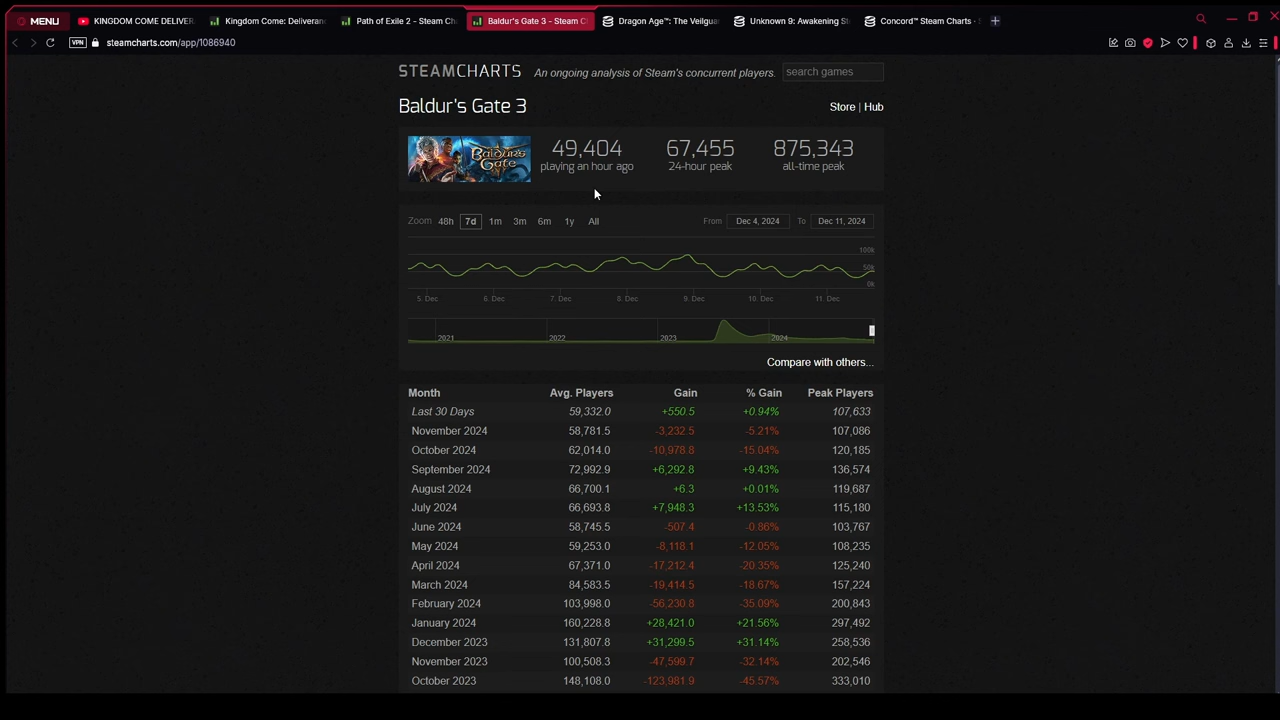 MENU KINGDOM COME DELIVER Kingdom Come: Deliveranc Path of Exile 2 - Steam Ch Baldur's Gate 3 - Steam C Dragon Age™: The Veilgua Unknown 9: Awakening St Concord™ Steam Charts ·
VPN steamcharts.com/app/1086940
STEAMCHARTS An ongoing analysis of Steam's concurrent players. search games
Baldur's Gate 3 Store | Hub
BALDUR'S GATE 49,404 67,455 875,343
playing an hour ago 24-hour peak all-time peak
Zoom 48h 7d 1m 3m 6m 1y All From Dec 4, 2024 To Dec 11, 2024
100k
50k
0k
5. Dec 6. Dec 7. Dec 8. Dec 9. Dec 10. Dec 11. Dec
2021 2022 2023 2024
Compare with others...
Month Avg. Players Gain % Gain Peak Players
Last 30 Days 59,332.0 +550.5 +0.94% 107,633
November 2024 58,781.5 -3,232.5 -5.21% 107,086
October 2024 62,014.0 -10,978.8 -15.04% 120,185
September 2024 72,992.9 +6,292.8 +9.43% 136,574
August 2024 66,700.1 +6.3 +0.01% 119,687
July 2024 66,693.8 +7,948.3 +13.53% 115,180
June 2024 58,745.5 -507.4 -0.86% 103,767
May 2024 59,253.0 -8,118.1 -12.05% 108,235
April 2024 67,371.0 -17,212.4 -20.35% 125,240
March 2024 84,583.5 -19,414.5 -18.67% 157,224
February 2024 103,998.0 -56,230.8 -35.09% 200,843
January 2024 160,228.8 +28,421.0 +21.56% 297,492
December 2023 131,807.8 +31,299.5 +31.14% 258,536
November 2023 100,508.3 -47,599.7 -32.14% 202,546
October 2023 148,108.0 -123,981.9 -45.57% 333,010